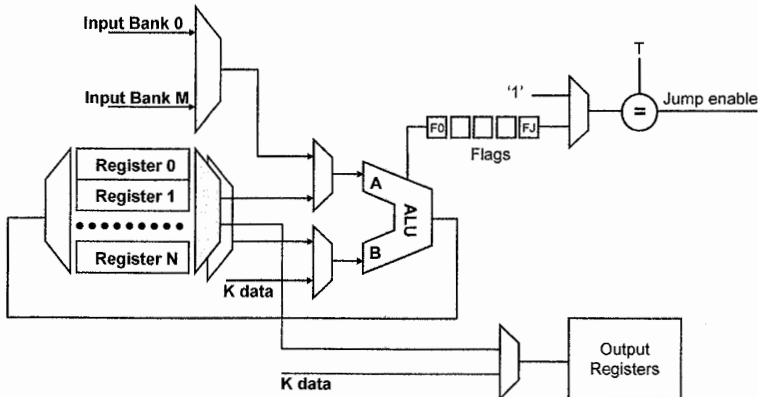 Input Bank 0
Input Bank M
T
'1'
Jump enable
=
F0
FJ
Flags
Register 0
Register 1
Register N
A
ALU
B
K data
K data
Output
Registers